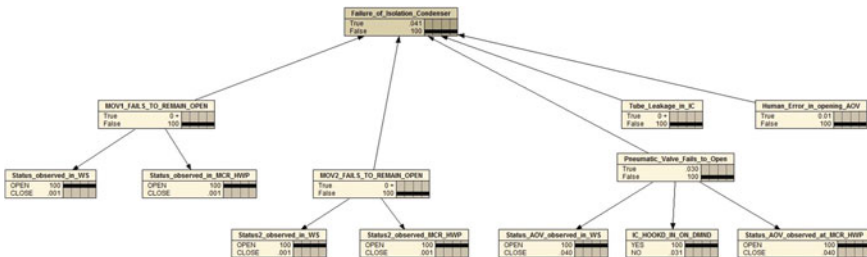 Failure_of_Isolation_Condenser
True .041
False 100
MOV1_FAILS_TO_REMAIN_OPEN
True 0 +
False 100
Tube_Leakage_in_IC
True 0 +
False 100
Human_Error_in_opening_AOV
True 0.01
False 100
Status_observed_in_WS
OPEN 100
CLOSE .001
Status_observed_in_MCR_HWP
OPEN 100
CLOSE .001
MOV2_FAILS_TO_REMAIN_OPEN
True 0 +
False 100
Pneumatic_Valve_Fails_to_Open
True .030
False 100
Status2_observed_in_WS
OPEN 100
CLOSE .001
Status2_observed_MCR_HWP
OPEN 100
CLOSE .001
Status_AOV_observed_in_WS
OPEN 100
CLOSE .040
IC_HOOKD_IN_ON_DMND
YES 100
NO .031
Status_AOV_observed_at_MCR_HWP
OPEN 100
CLOSE .040